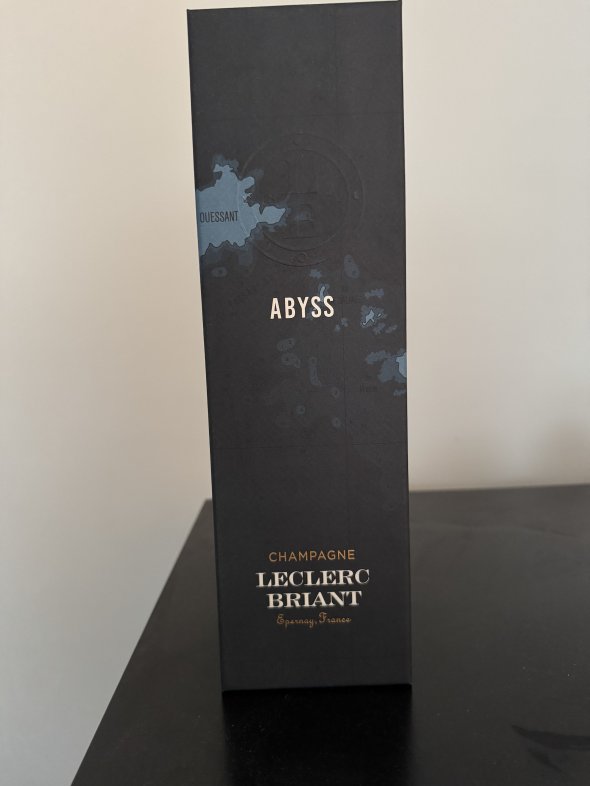 OUESSANT
ABYSS
CHAMPAGNE
LECLERC
BRIANT
Epernay, France